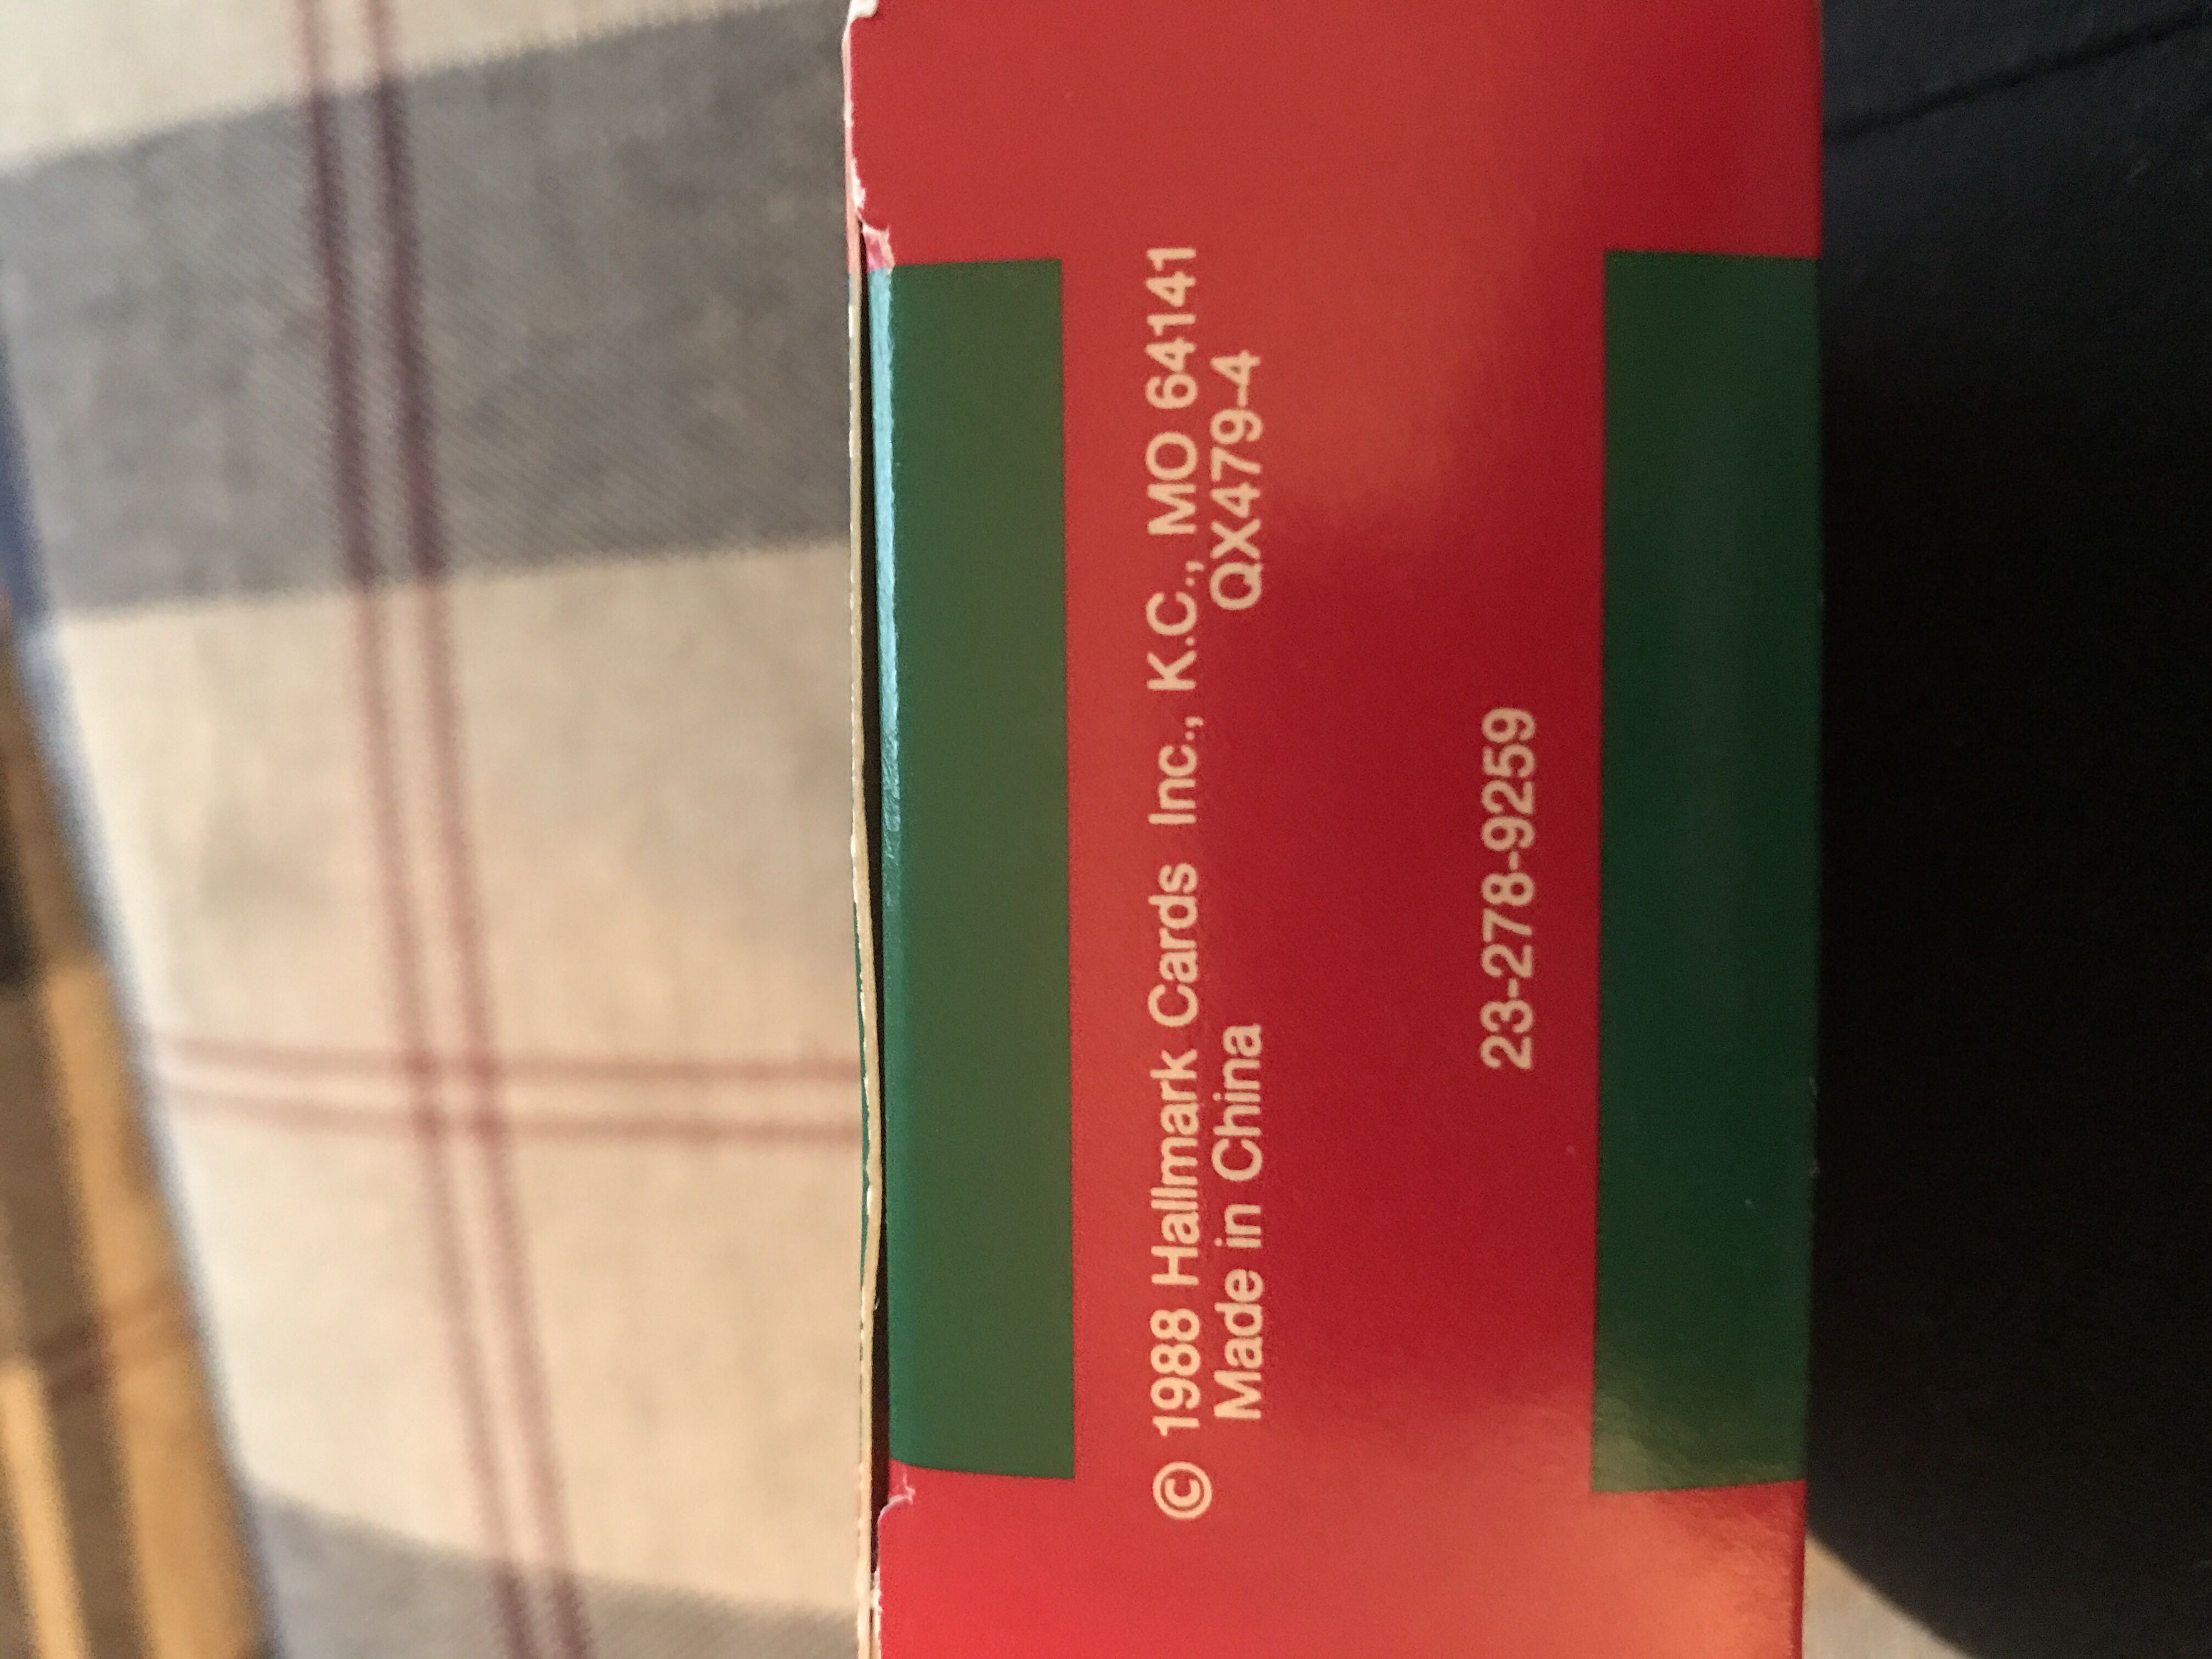 © 1988 Hallmark Cards Inc., K.C., MO 64141
Made in China QX479-4
23-278-9259